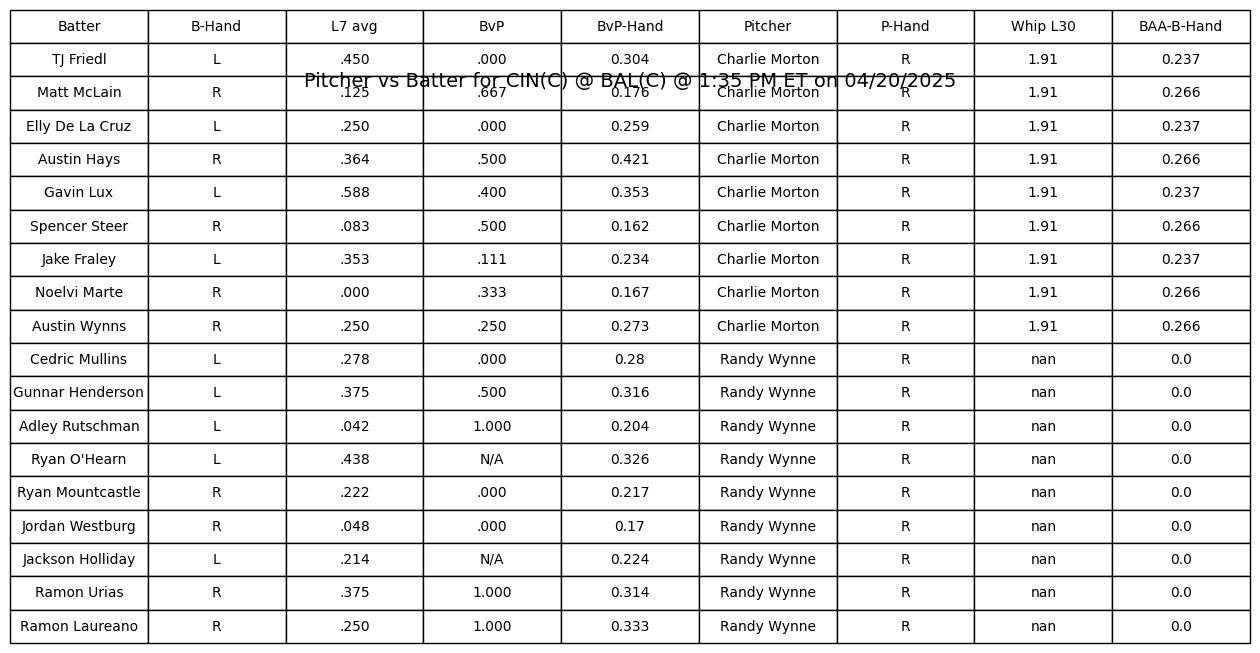 Batter B-Hand L7 avg BvP BvP-Hand Pitcher P-Hand Whip L30 BAA-B-Hand
TJ Friedl L .450 .000 0.304 Charlie Morton R 1.91 0.237
Pitcher vs Batter for CIN(C) @ BAL(C) @ 1:35 PM ET on 04/20/2025
Matt McLain R .125 .667 0.176 Charlie Morton R 1.91 0.266
Elly De La Cruz L .250 .000 0.259 Charlie Morton R 1.91 0.237
Austin Hays R .364 .500 0.421 Charlie Morton R 1.91 0.266
Gavin Lux L .588 .400 0.353 Charlie Morton R 1.91 0.237
Spencer Steer R .083 .500 0.162 Charlie Morton R 1.91 0.266
Jake Fraley L .353 .111 0.234 Charlie Morton R 1.91 0.237
Noelvi Marte R .000 .333 0.167 Charlie Morton R 1.91 0.266
Austin Wynns R .250 .250 0.273 Charlie Morton R 1.91 0.266
Cedric Mullins L .278 .000 0.28 Randy Wynne R nan 0.0
Gunnar Henderson L .375 .500 0.316 Randy Wynne R nan 0.0
Adley Rutschman L .042 1.000 0.204 Randy Wynne R nan 0.0
Ryan O'Hearn L .438 N/A 0.326 Randy Wynne R nan 0.0
Ryan Mountcastle R .222 .000 0.217 Randy Wynne R nan 0.0
Jordan Westburg R .048 .000 0.17 Randy Wynne R nan 0.0
Jackson Holliday L .214 N/A 0.224 Randy Wynne R nan 0.0
Ramon Urias R .375 1.000 0.314 Randy Wynne R nan 0.0
Ramon Laureano R .250 1.000 0.333 Randy Wynne R nan 0.0